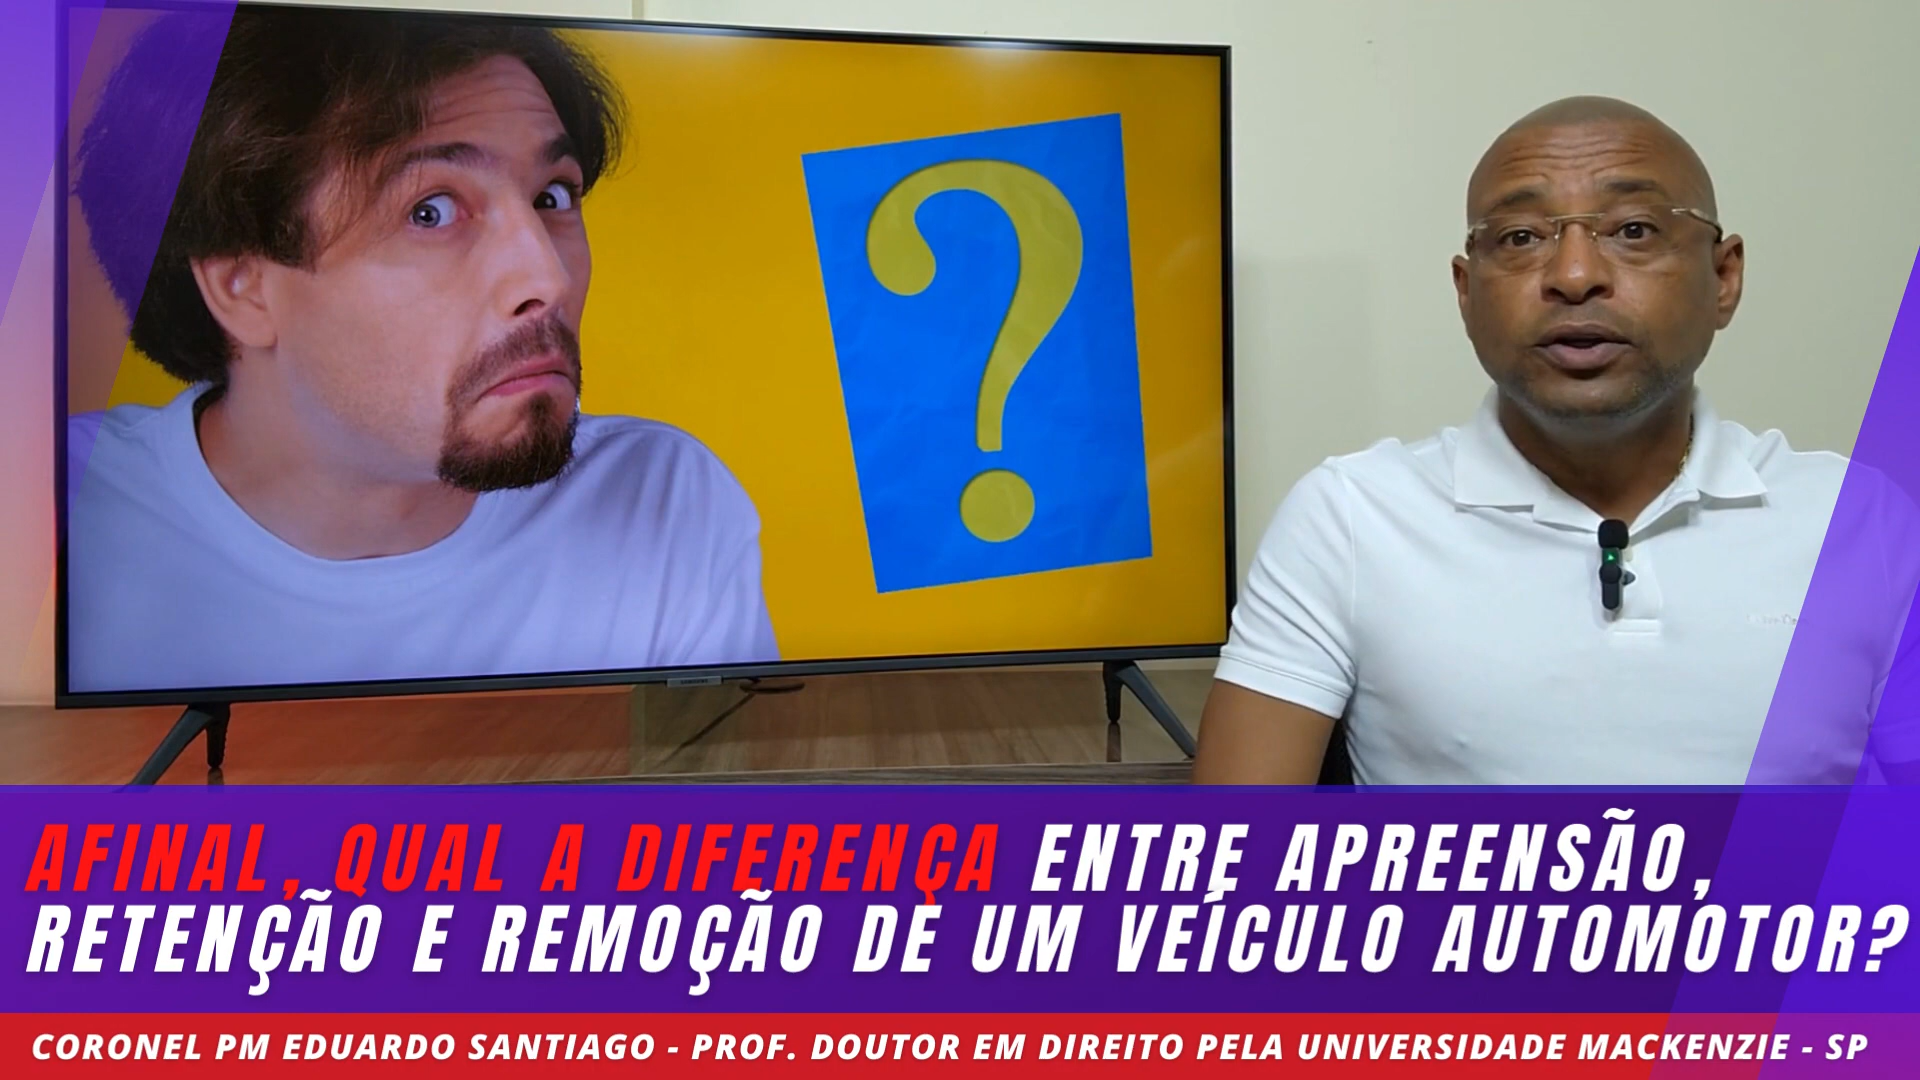 AFINAL, QUAL A DIFERENÇA ENTRE APREENSÃO,
RETENÇÃO E REMOÇÃO DE UM VEÍCULO AUTOMOTOR?
CORONEL PM EDUARDO SANTIAGO - PROF. DOUTOR EM DIREITO PELA UNIVERSIDADE MACKENZIE - SP
?
SAMSUNG